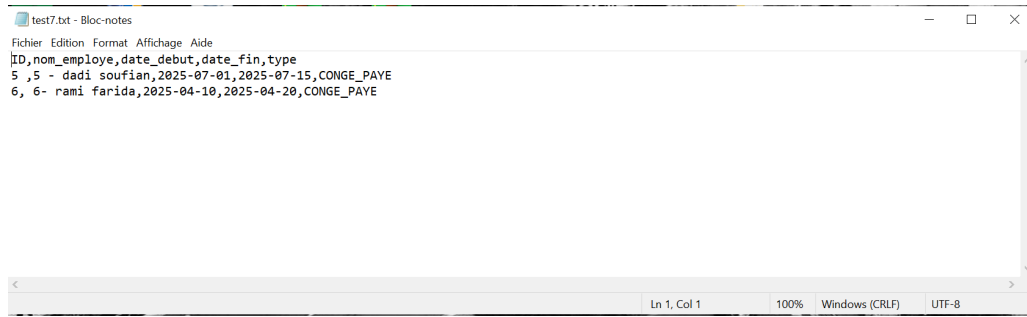 test7.txt - Bloc-notes
Fichier Edition Format Affichage Aide
ID,nom_employe,date_debut,date_fin,type
5 ,5 - dadi soufian,2025-07-01,2025-07-15,CONGE_PAYE
6, 6- rami farida,2025-04-10,2025-04-20,CONGE_PAYE
Ln 1, Col 1 100% Windows (CRLF) UTF-8